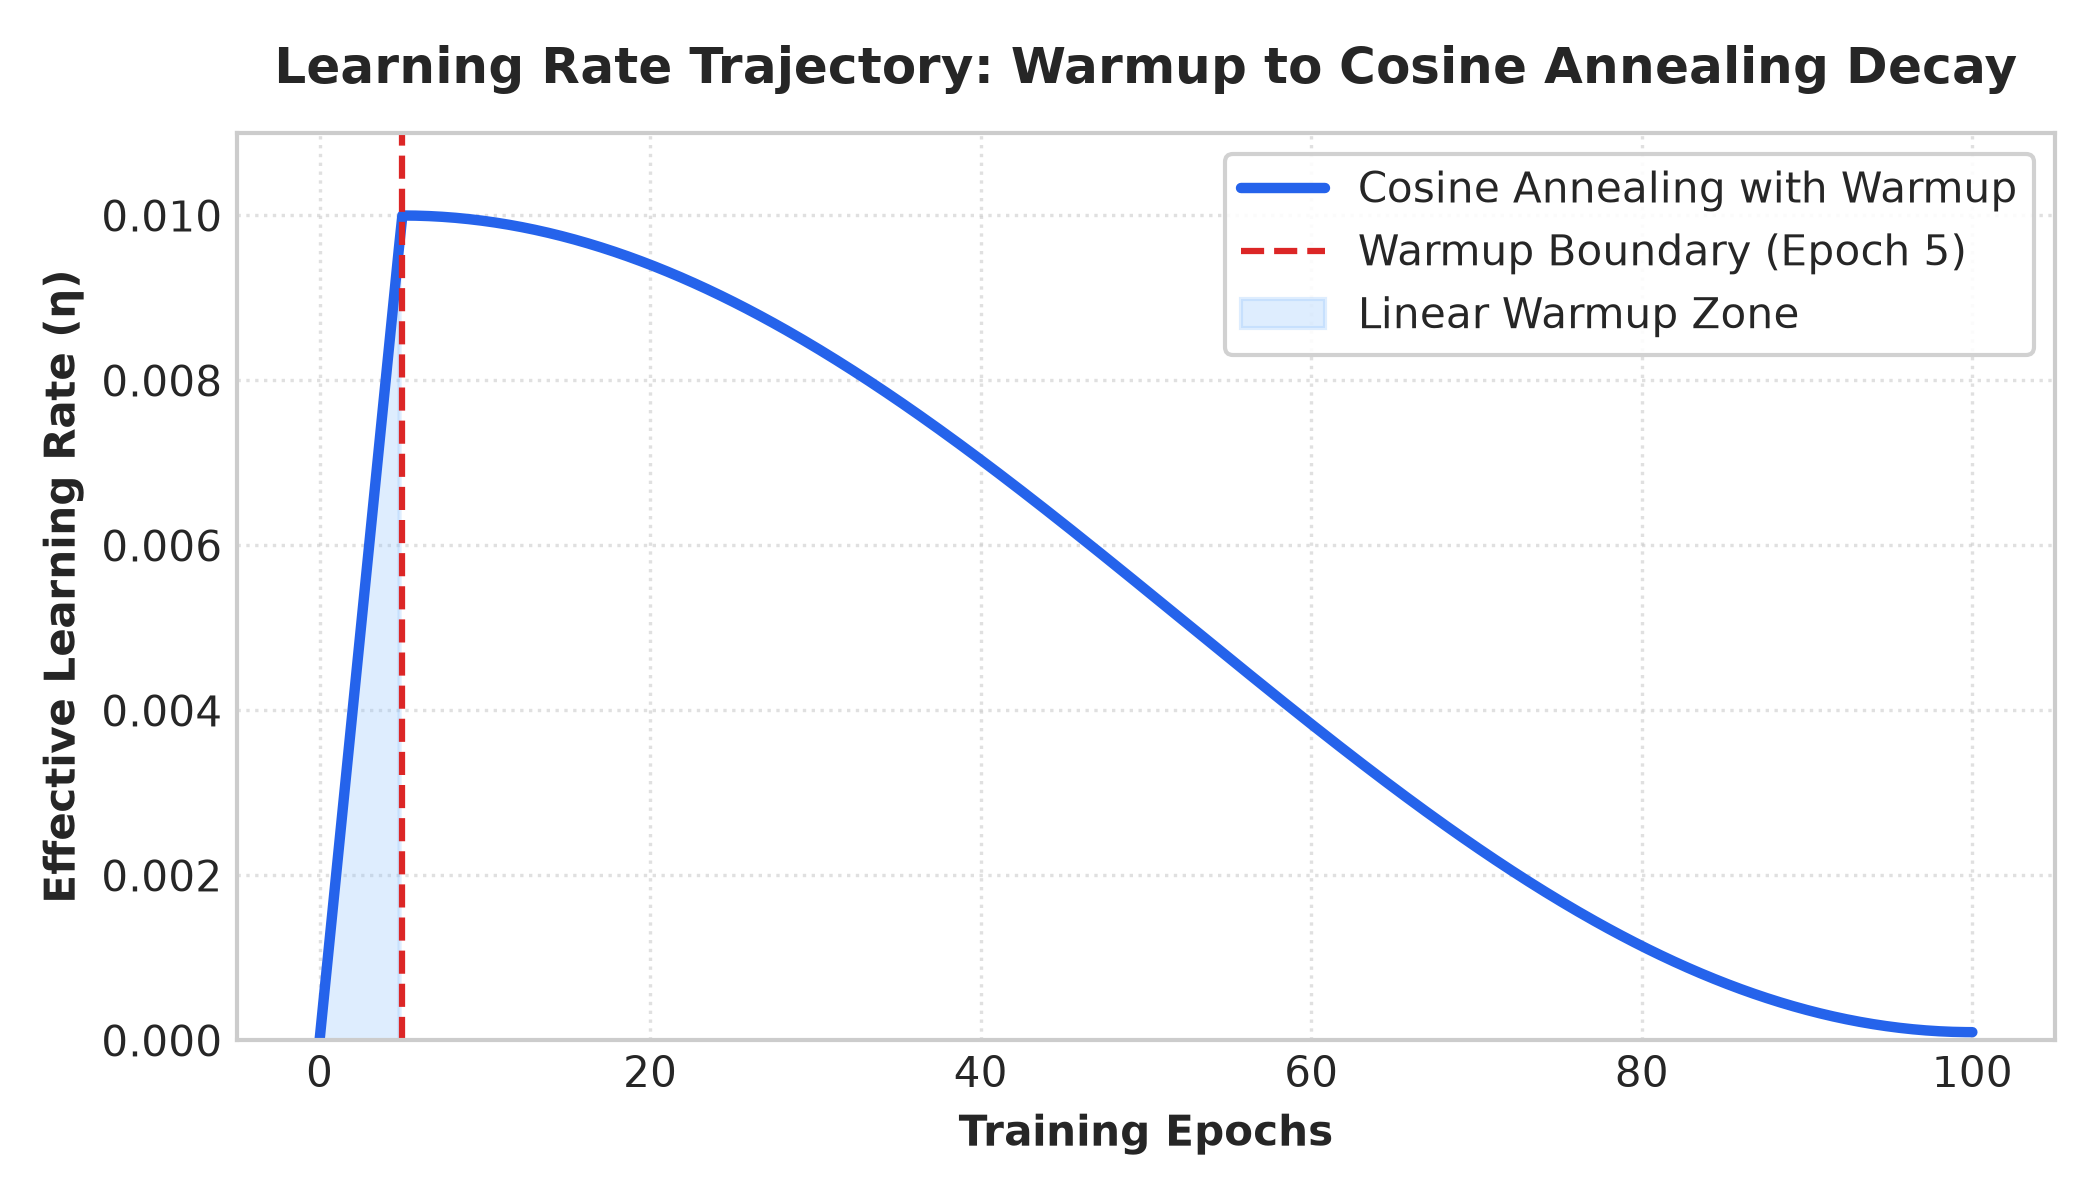 Learning Rate Trajectory: Warmup to Cosine Annealing Decay
Cosine Annealing with Warmup
Warmup Boundary (Epoch 5)
Linear Warmup Zone
Effective Learning Rate (η)
0.010
0.008
0.006
0.004
0.002
0.000
0
20
40
60
80
100
Training Epochs